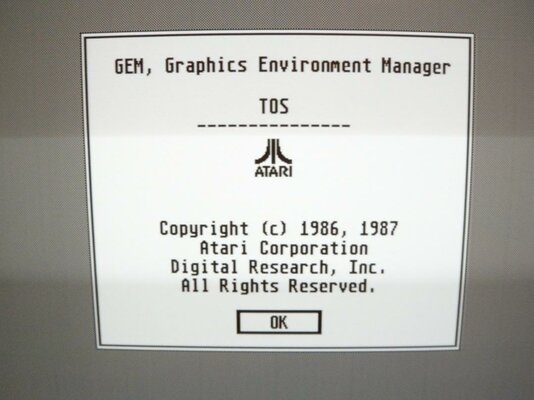 GEM, Graphics Environment Manager
TOS
---------------
ATARI
Copyright (c) 1986, 1987
Atari Corporation
Digital Research, Inc.
All Rights Reserved.
OK